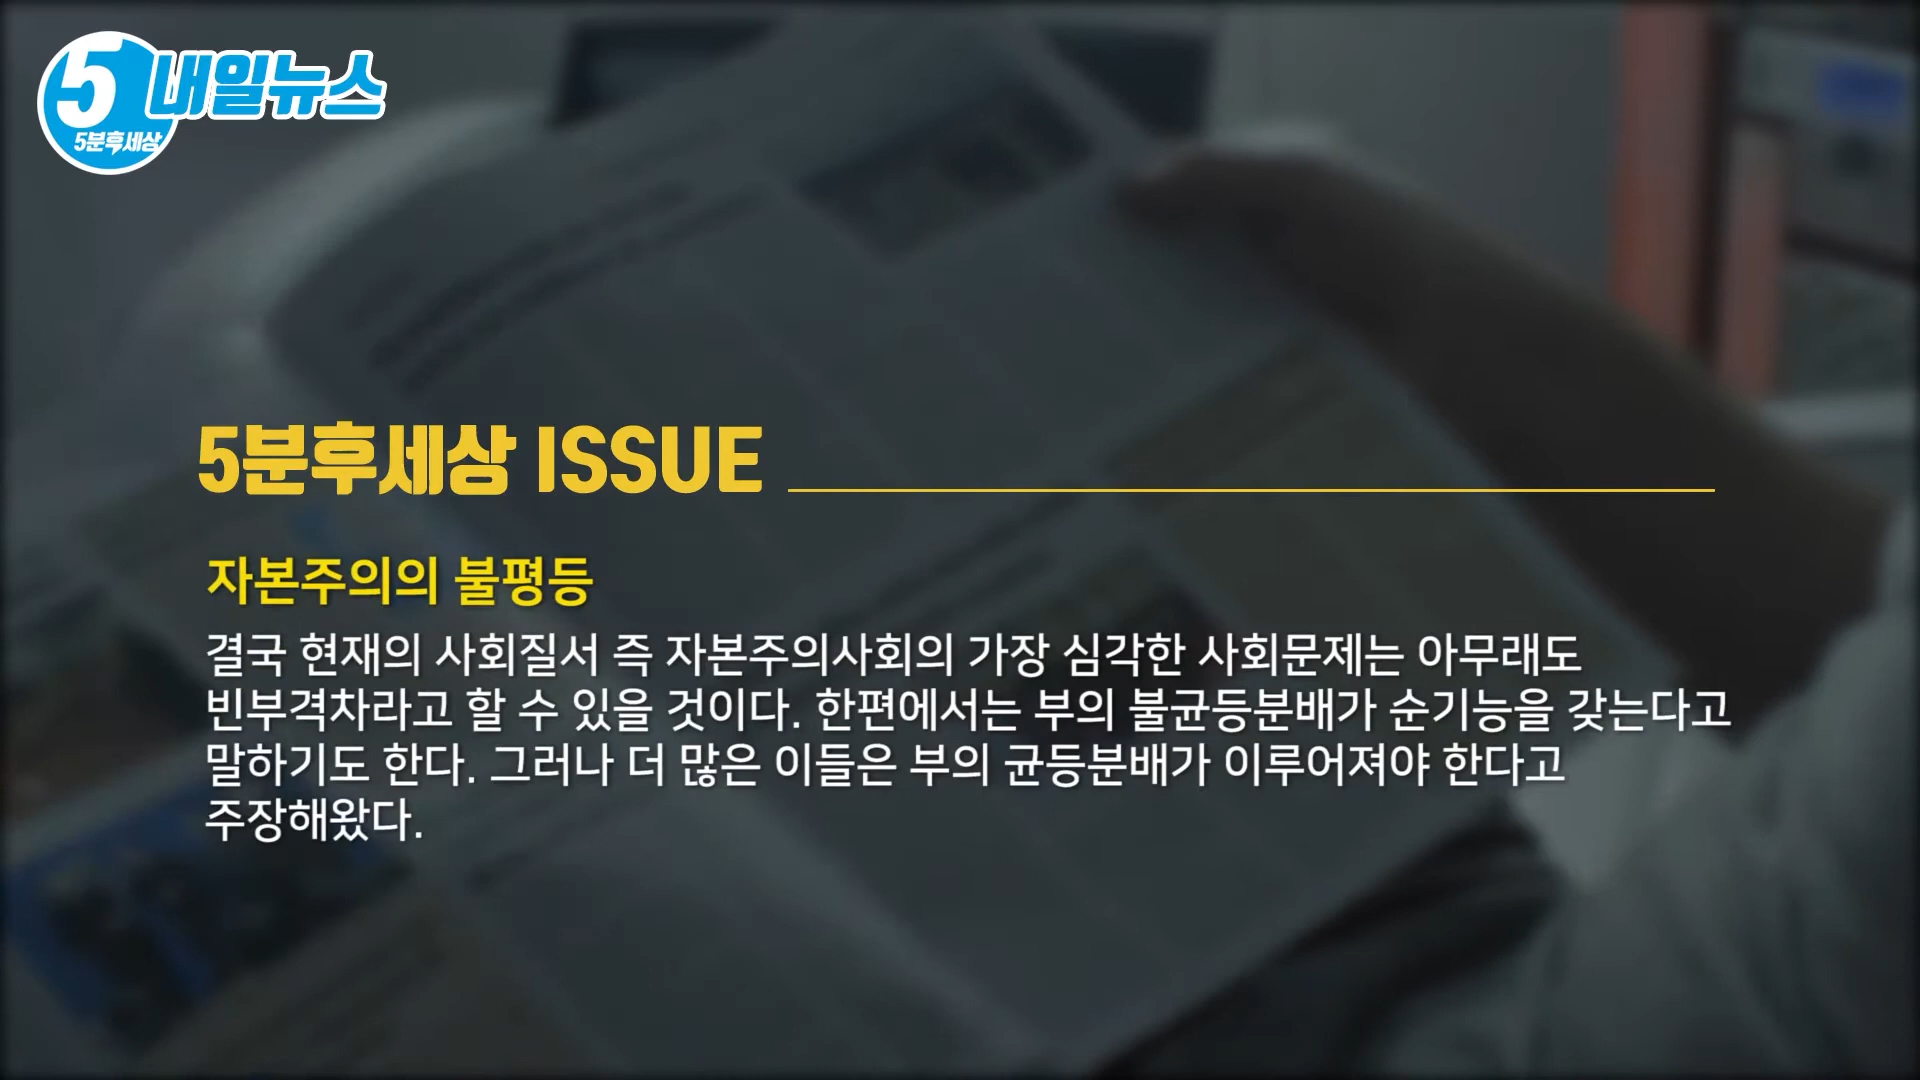 5 내일뉴스
5분후세상
5분후세상 ISSUE
자본주의의 불평등
결국 현재의 사회질서 즉 자본주의사회의 가장 심각한 사회문제는 아무래도
빈부격차라고 할 수 있을 것이다. 한편에서는 부의 불균등분배가 순기능을 갖는다고
말하기도 한다. 그러나 더 많은 이들은 부의 균등분배가 이루어져야 한다고
주장해왔다.